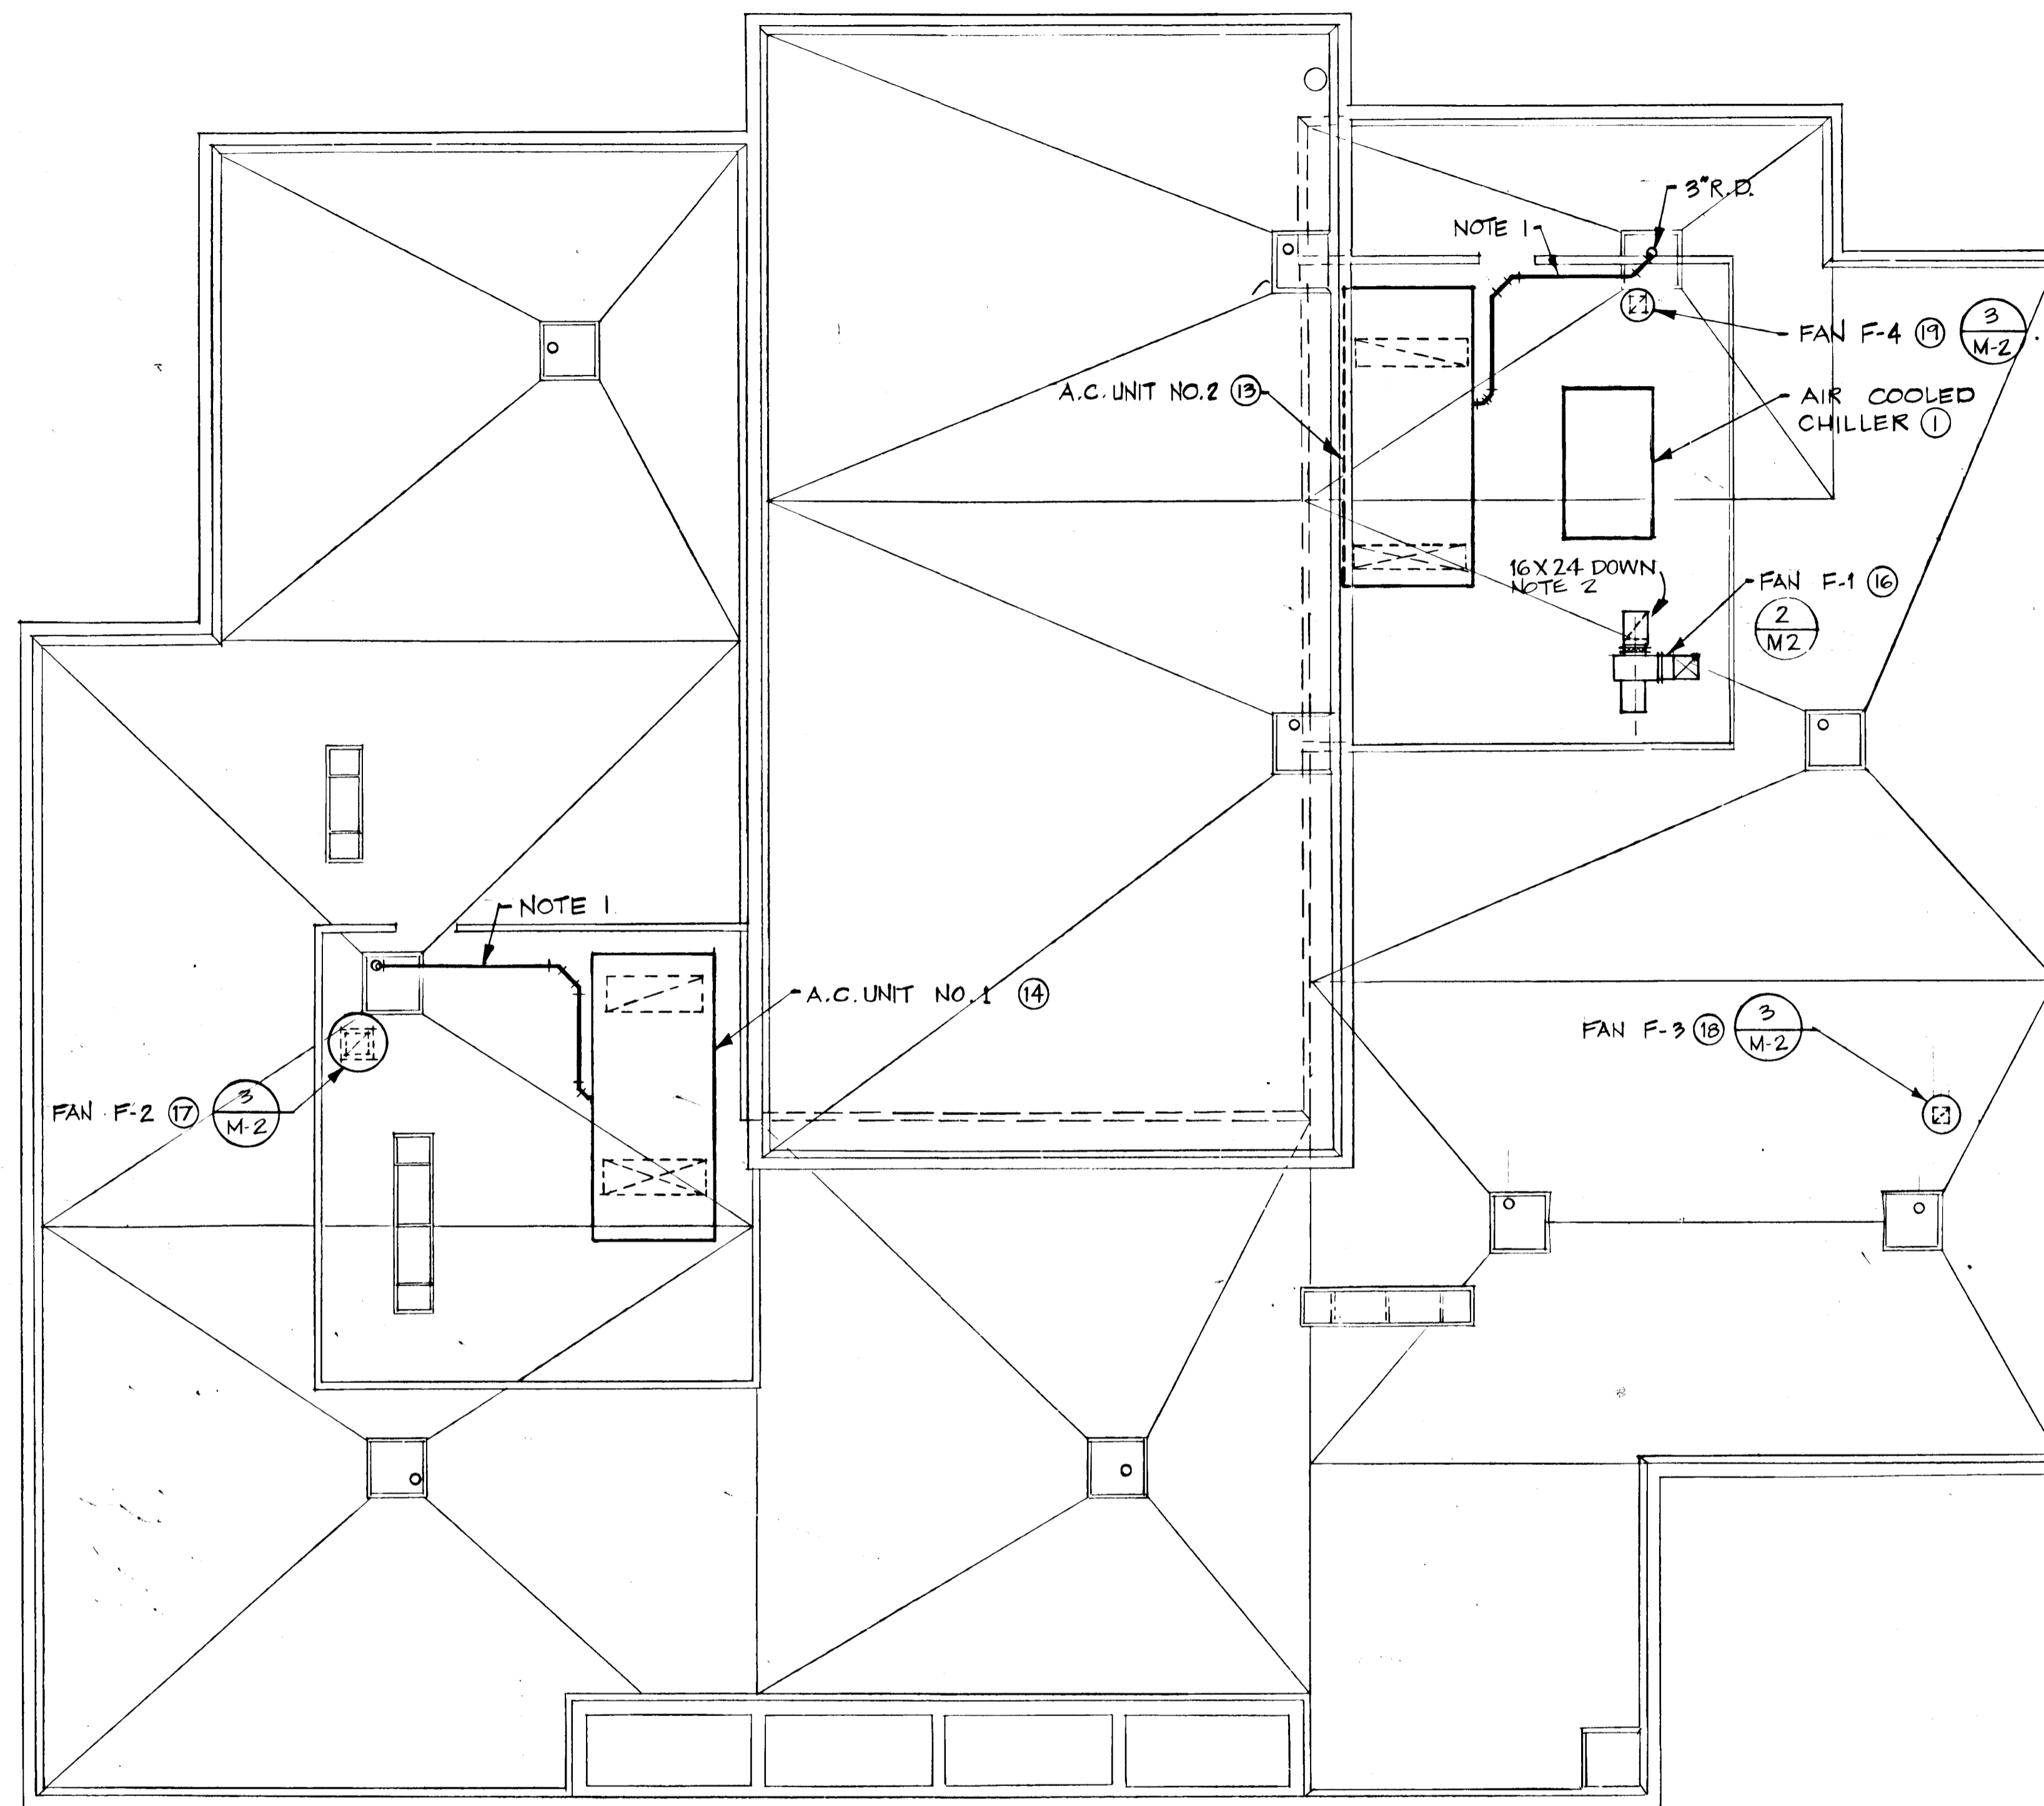 3" R.D.
NOTE 1
FAN F-4 19 3
M-2
A.C. UNIT NO.2 13
AIR COOLED
CHILLER 1
16X24 DOWN
NOTE 2
FAN F-1 16
2
M2
NOTE 1
A.C. UNIT NO.1 14
FAN F-3 18 3
M-2
FAN F-2 17 3
M-2